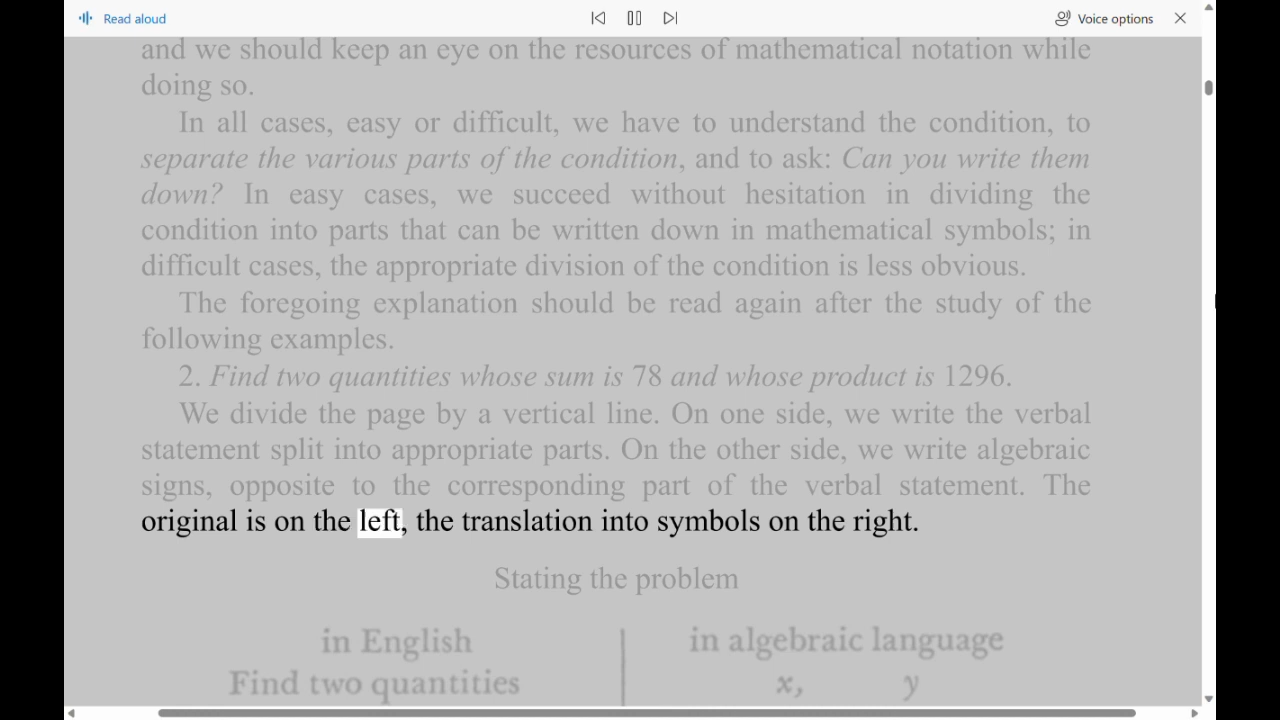 Read aloud
Voice options
and we should keep an eye on the resources of mathematical notation while
doing so.
In all cases, easy or difficult, we have to understand the condition, to
separate the various parts of the condition, and to ask: Can you write them
down? In easy cases, we succeed without hesitation in dividing the
condition into parts that can be written down in mathematical symbols; in
difficult cases, the appropriate division of the condition is less obvious.
The foregoing explanation should be read again after the study of the
following examples.
2. Find two quantities whose sum is 78 and whose product is 1296.
We divide the page by a vertical line. On one side, we write the verbal
statement split into appropriate parts. On the other side, we write algebraic
signs, opposite to the corresponding part of the verbal statement. The
original is on the left, the translation into symbols on the right.
Stating the problem
in English
in algebraic language
Find two quantities
x, y